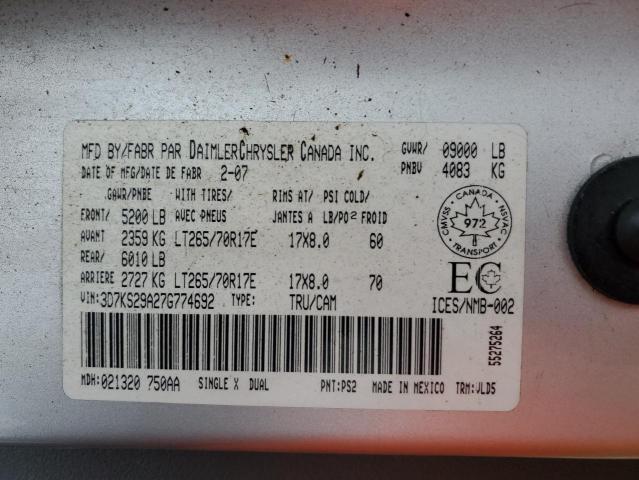 MFD BY/FABR PAR DAIMLERCHRYSLER CANADA INC.
DATE OF MFG/DATE DE FABR 2-07
GVWR/ 09000 LB
PNBV 4083 KG
GAWR/PNBE WITH TIRES/ RIMS AT/ PSI COLD/
FRONT/ 5200 LB AVEC PNEUS JANTES A LB/PO² FROID
AVANT 2359 KG LT265/70R17E 17X8.0 60
REAR/ 6010 LB
ARRIERE 2727 KG LT265/70R17E 17X8.0 70
VIN: 3D7KS29A27G774692 TYPE: TRU/CAM
CANADA
CMVSS NSVAC
972
TRANSPORT
EC
ICES/NMB-002
55275264
MDH: 021320 750AA SINGLE X DUAL PNT: PS2 MADE IN MEXICO TRM: VLD5